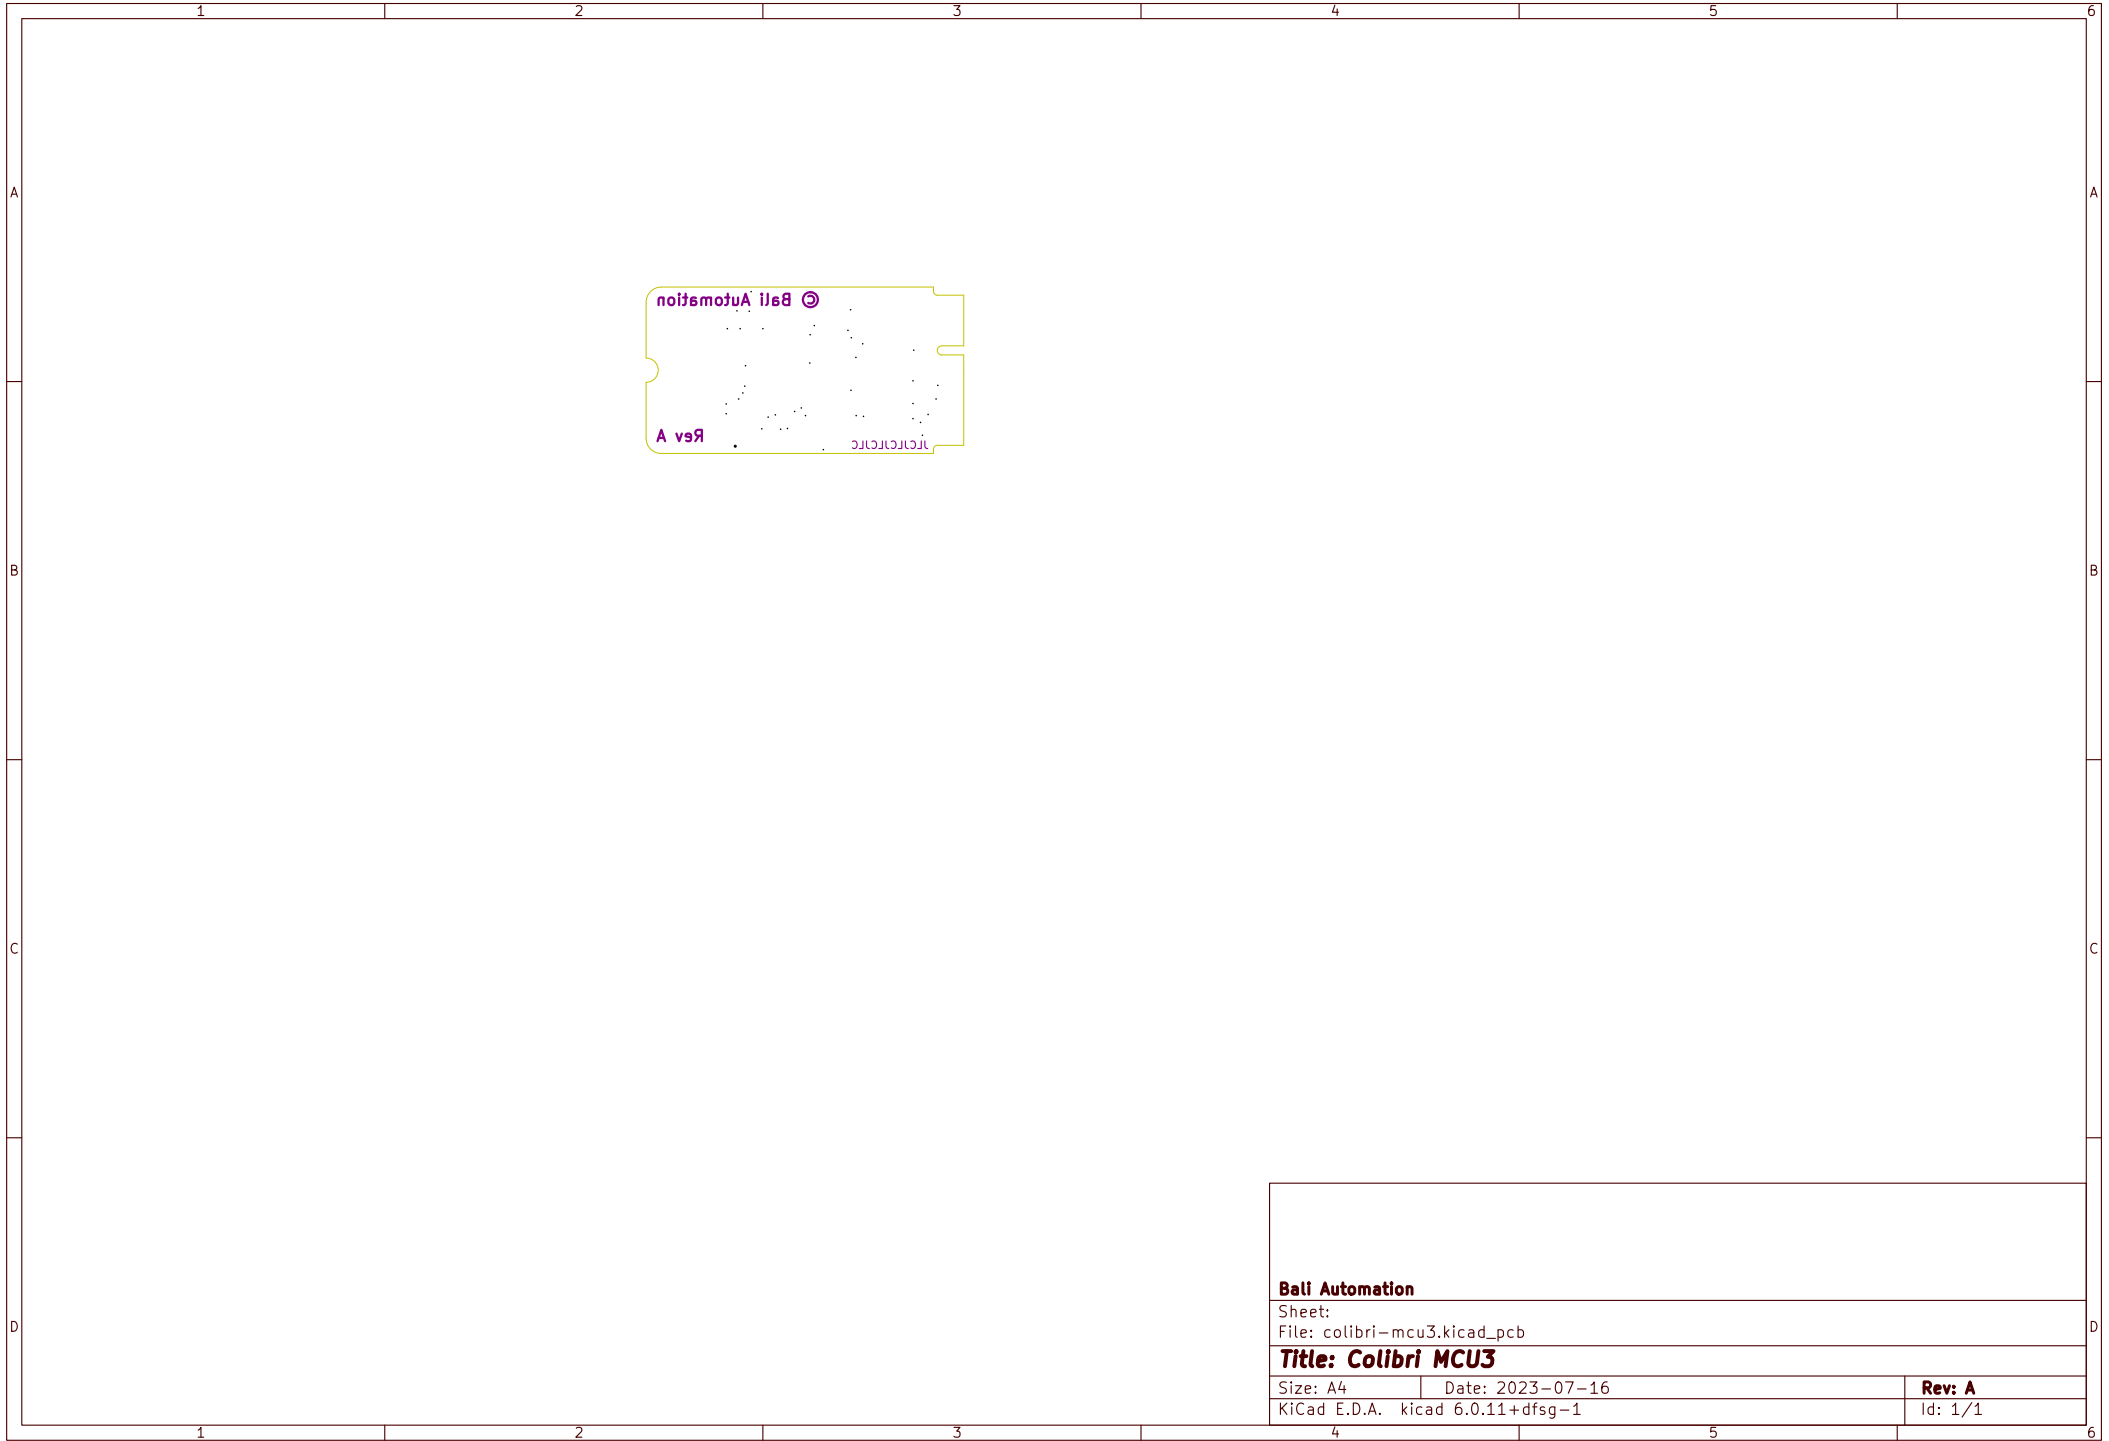 1 2 3 4 5 6
A A
© Bali Automation
Rev A
JLCJLCJLCJLC
B B
C C
Bali Automation
Sheet:
File: colibri-mcu3.kicad_pcb
D D
Title: Colibri MCU3
Size: A4 Date: 2023-07-16 Rev: A
KiCad E.D.A. kicad 6.0.11+dfsg-1 Id: 1/1
1 2 3 4 5 6